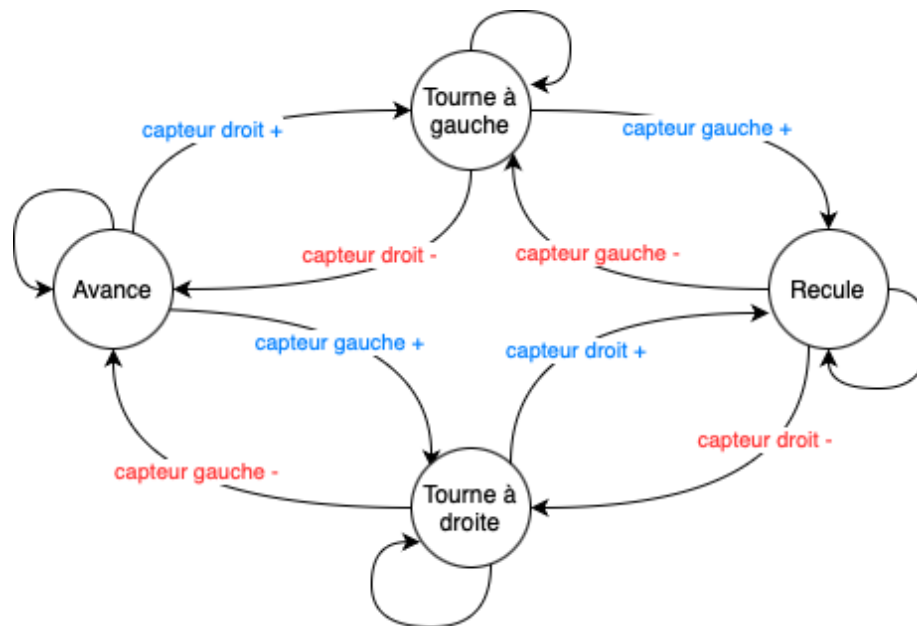 Tourne à
gauche
capteur droit +
capteur gauche +
capteur droit -
capteur gauche -
Avance
Recule
capteur gauche +
capteur droit +
capteur droit -
capteur gauche -
Tourne à
droite